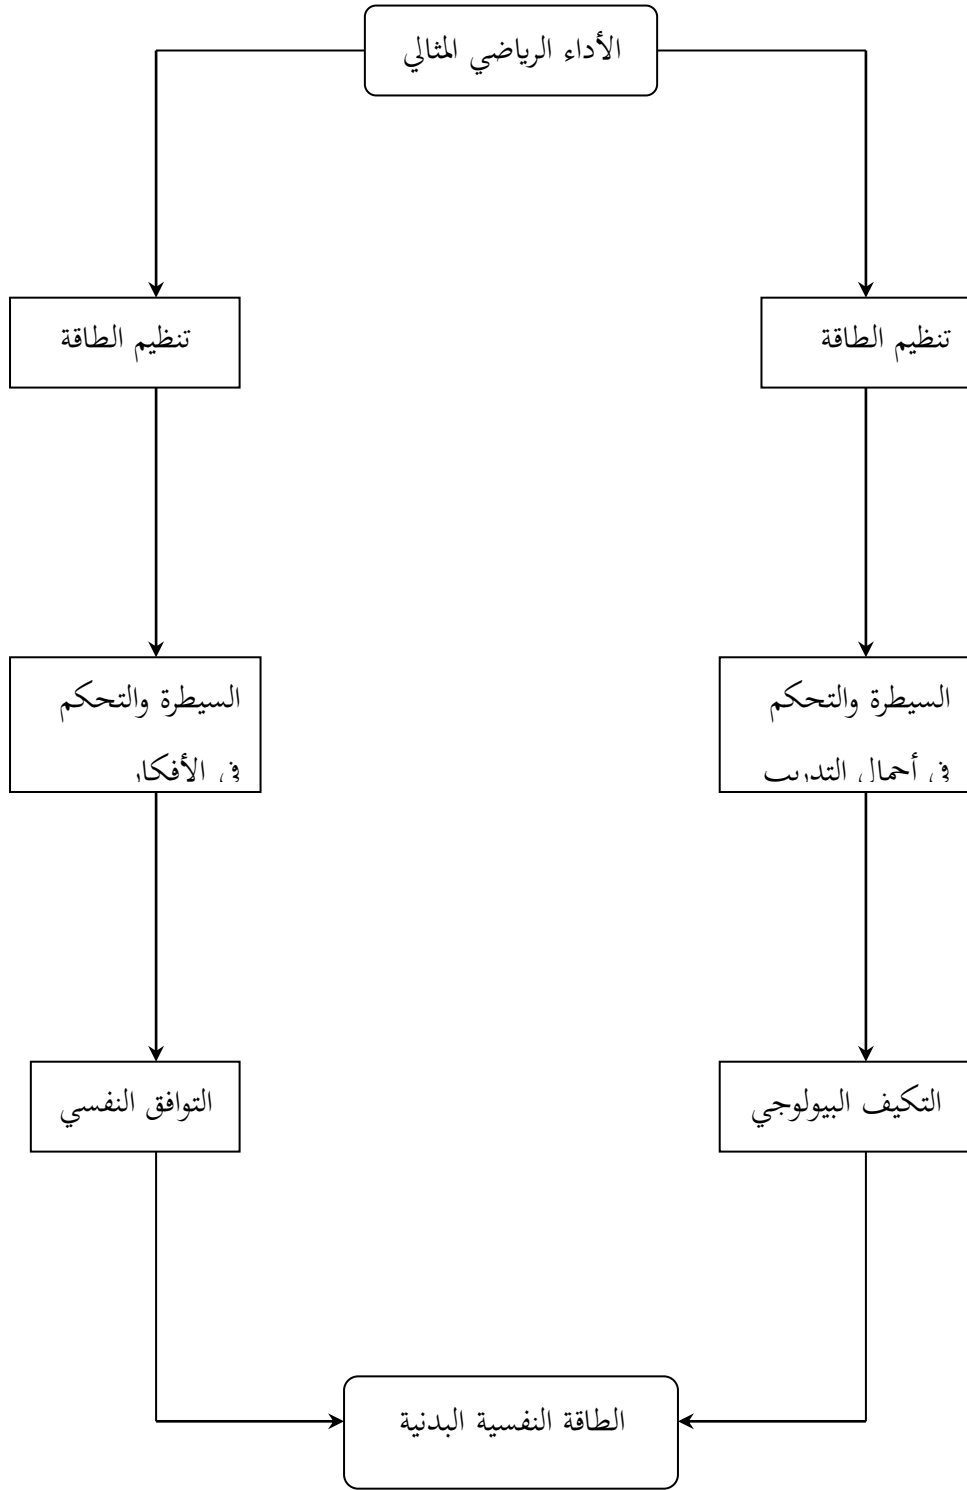 الأداء الرياضي المثالي
تنظيم الطاقة
تنظيم الطاقة
السيطرة والتحكم
في أحمال التدريب
السيطرة والتحكم
في الأفكار
التكيف البيولوجي
التوافق النفسي
الطاقة النفسية البدنية